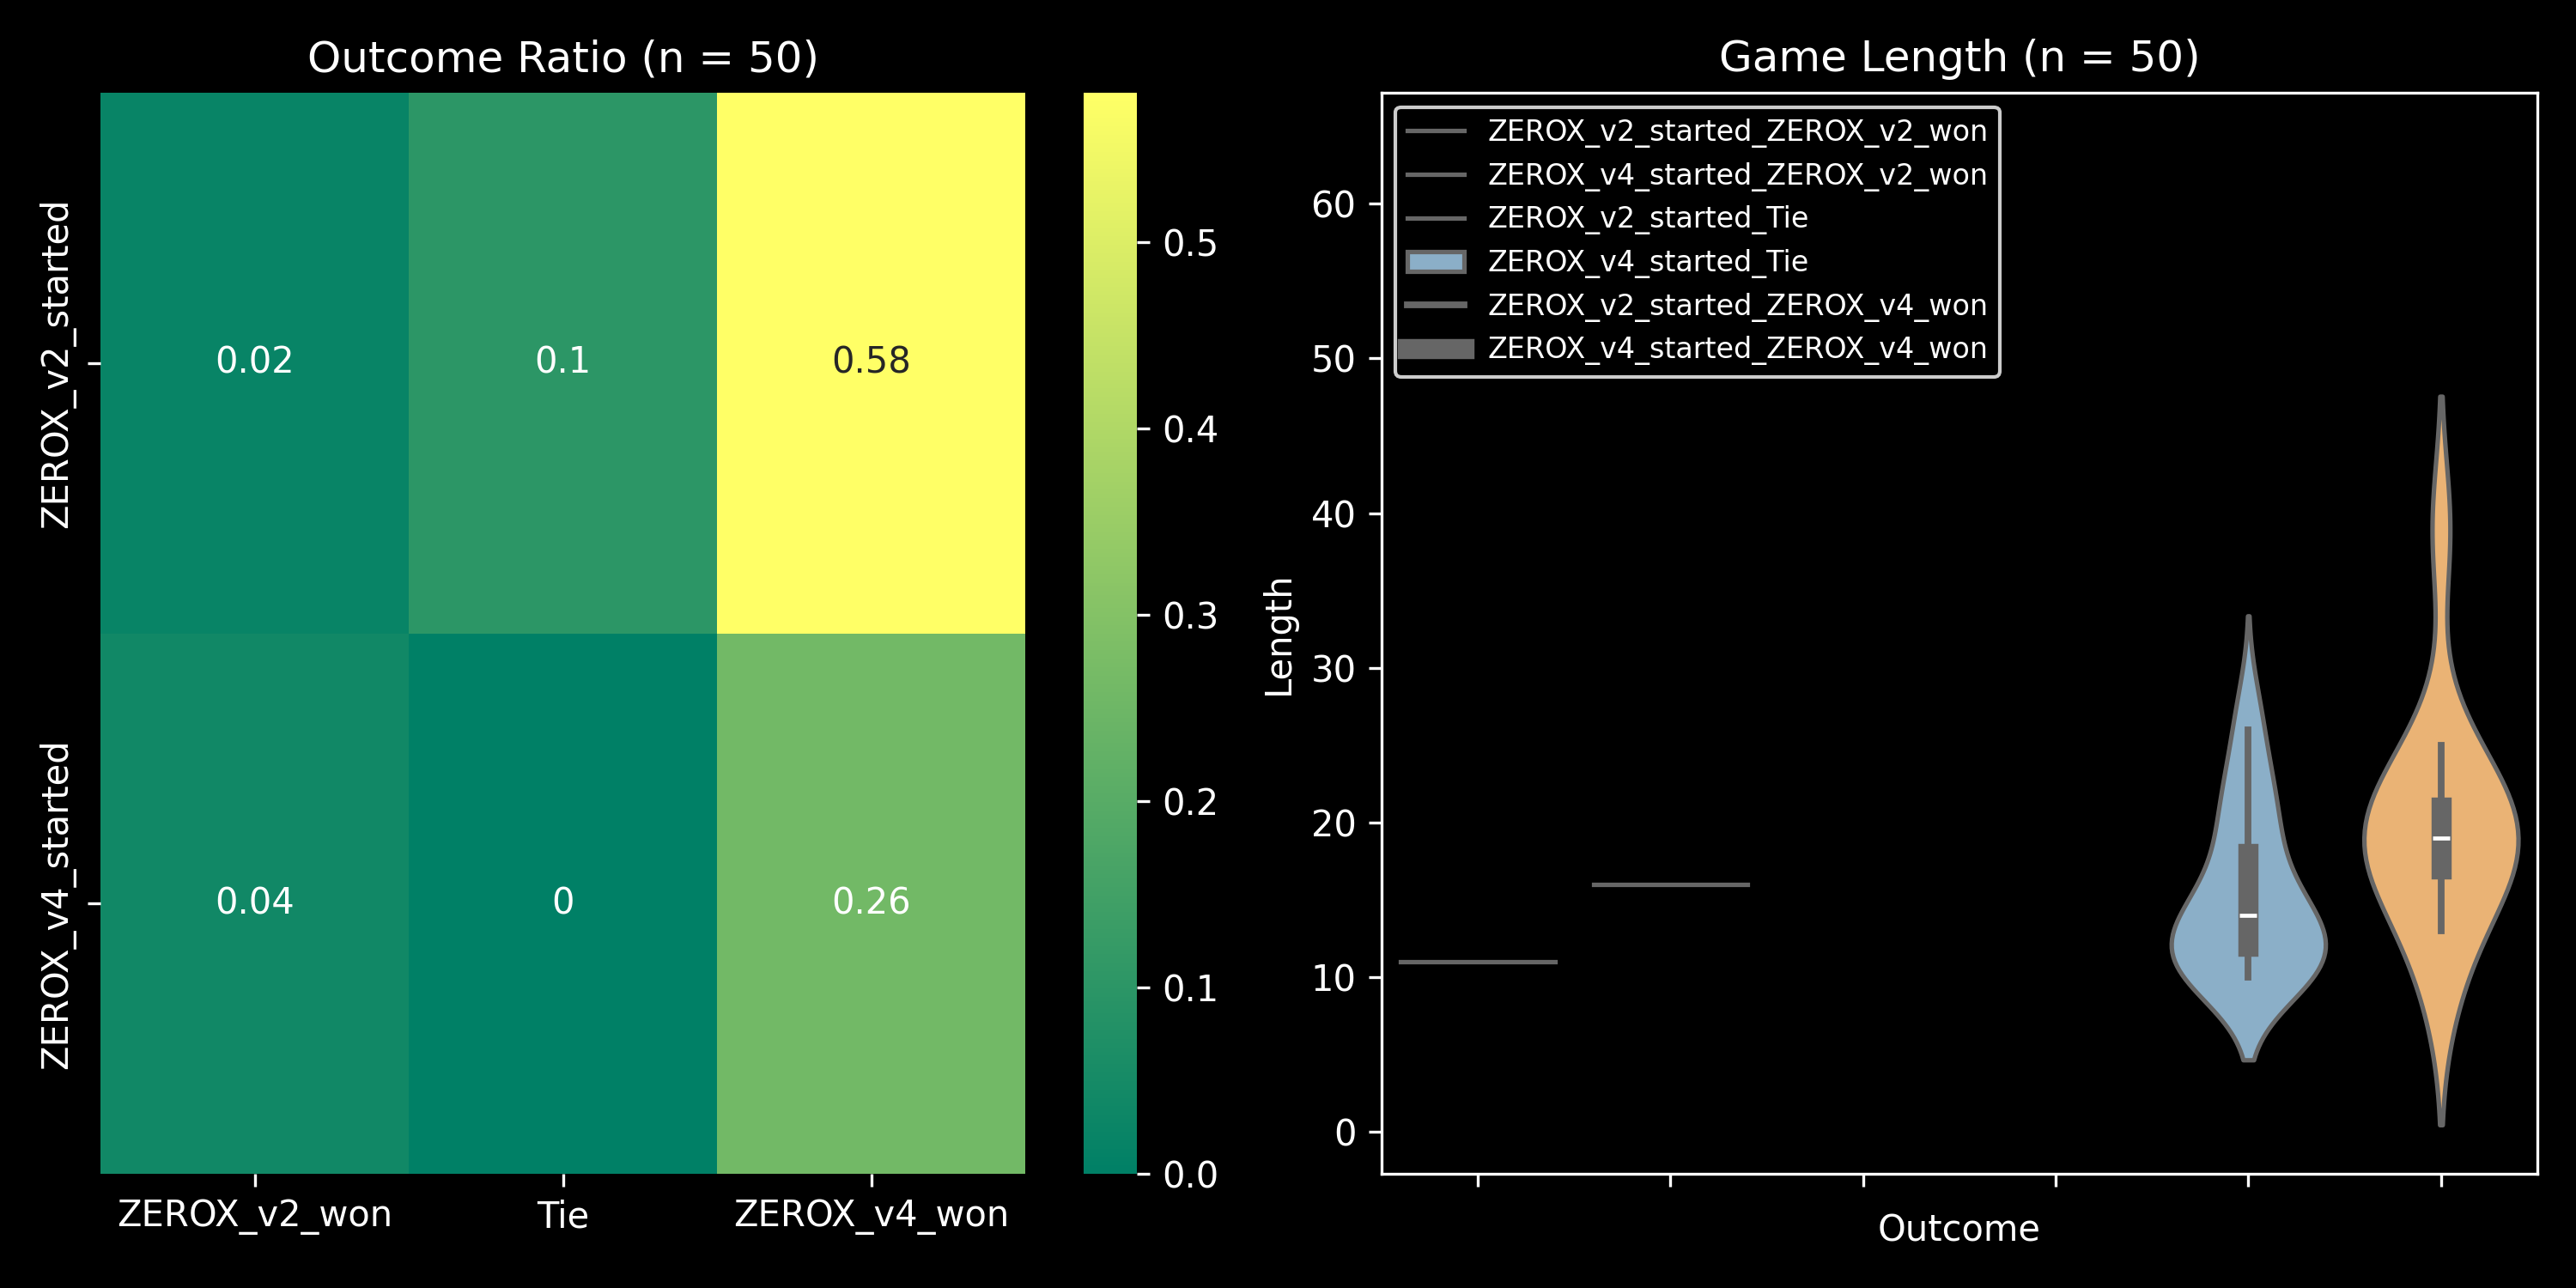 Outcome Ratio (n = 50)
ZEROX_v2_started
ZEROX_v4_started
0.02
0.1
0.58
0.04
0
0.26
ZEROX_v2_won
Tie
ZEROX_v4_won
0.5
0.4
0.3
0.2
0.1
0.0
Game Length (n = 50)
ZEROX_v2_started_ZEROX_v2_won
ZEROX_v4_started_ZEROX_v2_won
ZEROX_v2_started_Tie
ZEROX_v4_started_Tie
ZEROX_v2_started_ZEROX_v4_won
ZEROX_v4_started_ZEROX_v4_won
Length
60
50
40
30
20
10
0
Outcome